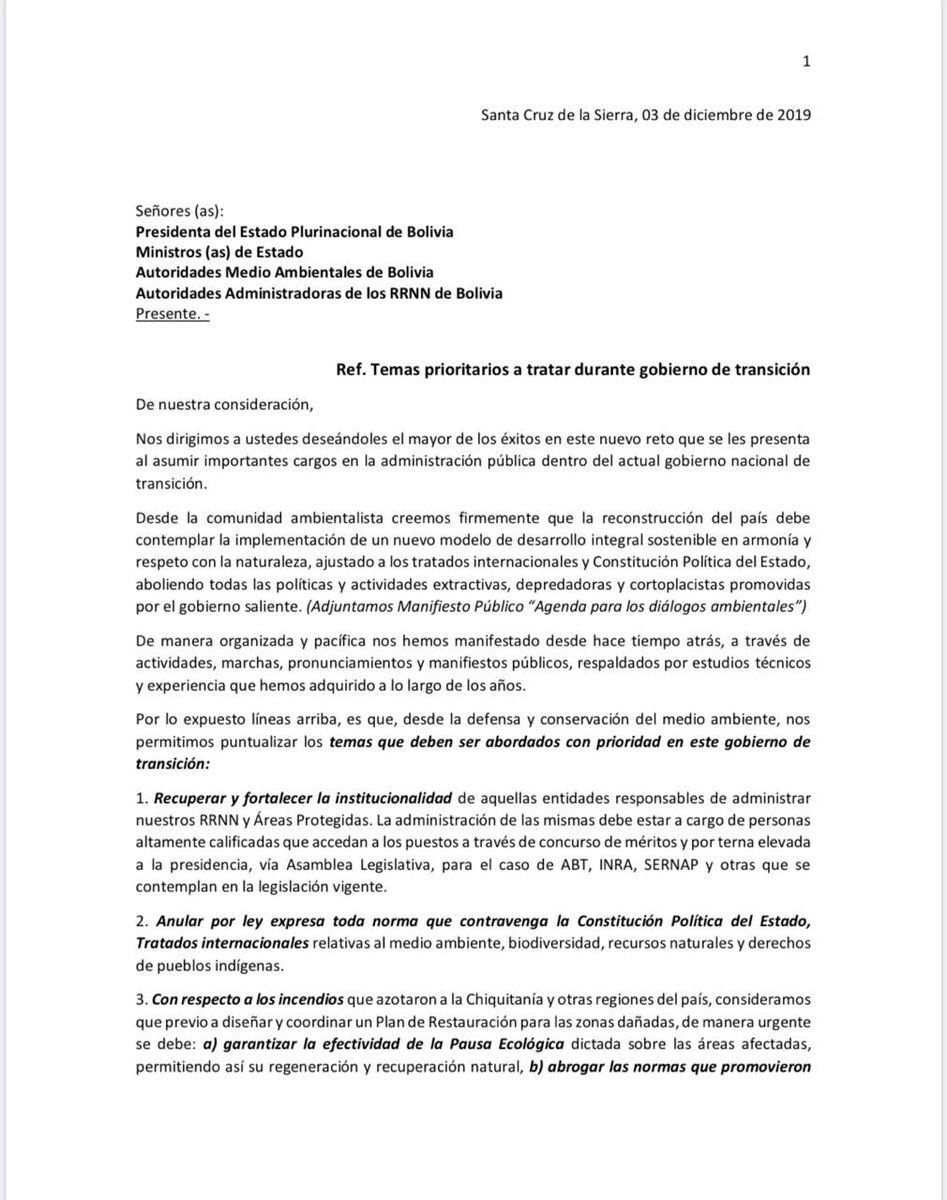 1
Santa Cruz de la Sierra, 03 de diciembre de 2019
Señores (as):
Presidenta del Estado Plurinacional de Bolivia
Ministros (as) de Estado
Autoridades Medio Ambientales de Bolivia
Autoridades Administradoras de los RRNN de Bolivia
Presente. -
Ref. Temas prioritarios a tratar durante gobierno de transición
De nuestra consideración,
Nos dirigimos a ustedes deseándoles el mayor de los éxitos en este nuevo reto que se les presenta
al asumir importantes cargos en la administración pública dentro del actual gobierno nacional de
transición.
Desde la comunidad ambientalista creemos firmemente que la reconstrucción del país debe
contemplar la implementación de un nuevo modelo de desarrollo integral sostenible en armonía y
respeto con la naturaleza, ajustado a los tratados internacionales y Constitución Política del Estado,
aboliendo todas las políticas y actividades extractivas, depredadoras y cortoplacistas promovidas
por el gobierno saliente. (Adjuntamos Manifiesto Público “Agenda para los diálogos ambientales”)
De manera organizada y pacífica nos hemos manifestado desde hace tiempo atrás, a través de
actividades, marchas, pronunciamientos y manifiestos públicos, respaldados por estudios técnicos
y experiencia que hemos adquirido a lo largo de los años.
Por lo expuesto líneas arriba, es que, desde la defensa y conservación del medio ambiente, nos
permitimos puntualizar los temas que deben ser abordados con prioridad en este gobierno de
transición:
1. Recuperar y fortalecer la institucionalidad de aquellas entidades responsables de administrar
nuestros RRNN y Áreas Protegidas. La administración de las mismas debe estar a cargo de personas
altamente calificadas que accedan a los puestos a través de concurso de méritos y por terna elevada
a la presidencia, vía Asamblea Legislativa, para el caso de ABT, INRA, SERNAP y otras que se
contemplan en la legislación vigente.
2. Anular por ley expresa toda norma que contravenga la Constitución Política del Estado,
Tratados internacionales relativas al medio ambiente, biodiversidad, recursos naturales y derechos
de pueblos indígenas.
3. Con respecto a los incendios que azotaron a la Chiquitanía y otras regiones del país, consideramos
que previo a diseñar y coordinar un Plan de Restauración para las zonas dañadas, de manera urgente
se debe: a) garantizar la efectividad de la Pausa Ecológica dictada sobre las áreas afectadas,
permitiendo así su regeneración y recuperación natural, b) abrogar las normas que promovieron